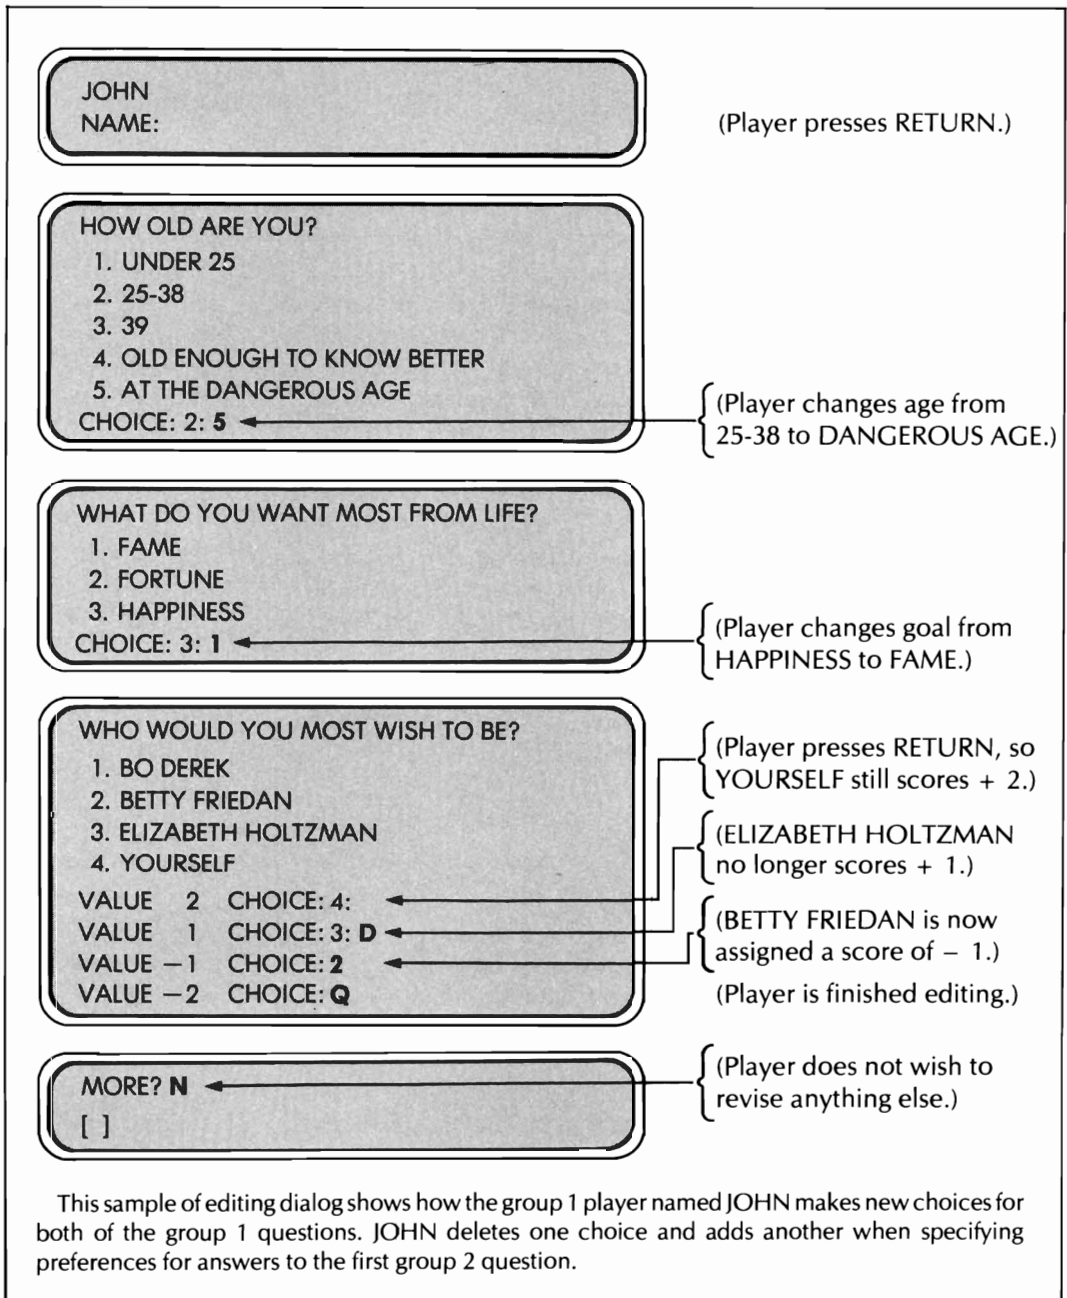 JOHN
NAME:
(Player presses RETURN.)
HOW OLD ARE YOU?
1. UNDER 25
2. 25-38
3. 39
4. OLD ENOUGH TO KNOW BETTER
5. AT THE DANGEROUS AGE
CHOICE: 2: 5
(Player changes age from
25-38 to DANGEROUS AGE.)
WHAT DO YOU WANT MOST FROM LIFE?
1. FAME
2. FORTUNE
3. HAPPINESS
CHOICE: 3: 1
(Player changes goal from
HAPPINESS to FAME.)
WHO WOULD YOU MOST WISH TO BE?
1. BO DEREK
2. BETTY FRIEDAN
3. ELIZABETH HOLTZMAN
4. YOURSELF
VALUE 2 CHOICE: 4:
VALUE 1 CHOICE: 3: D
VALUE −1 CHOICE: 2
VALUE −2 CHOICE: Q
(Player presses RETURN, so
YOURSELF still scores + 2.)
(ELIZABETH HOLTZMAN
no longer scores + 1.)
(BETTY FRIEDAN is now
assigned a score of − 1.)
(Player is finished editing.)
MORE? N
[ ]
(Player does not wish to
revise anything else.)
This sample of editing dialog shows how the group 1 player named JOHN makes new choices for
both of the group 1 questions. JOHN deletes one choice and adds another when specifying
preferences for answers to the first group 2 question.